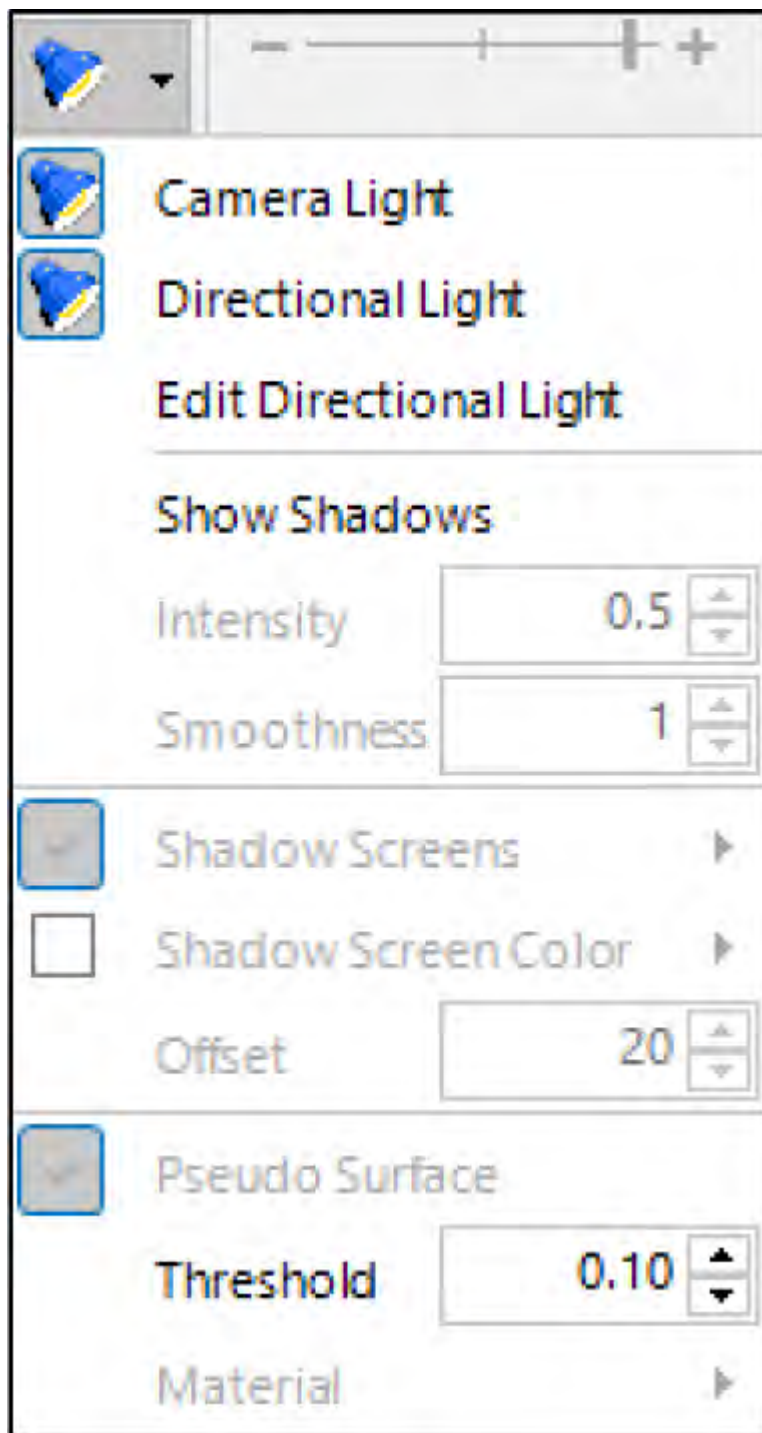 Camera Light
Directional Light
Edit Directional Light
Show Shadows
Intensity 0.5
Smoothness 1
Shadow Screens
Shadow Screen Color
Offset 20
Pseudo Surface
Threshold 0.10
Material